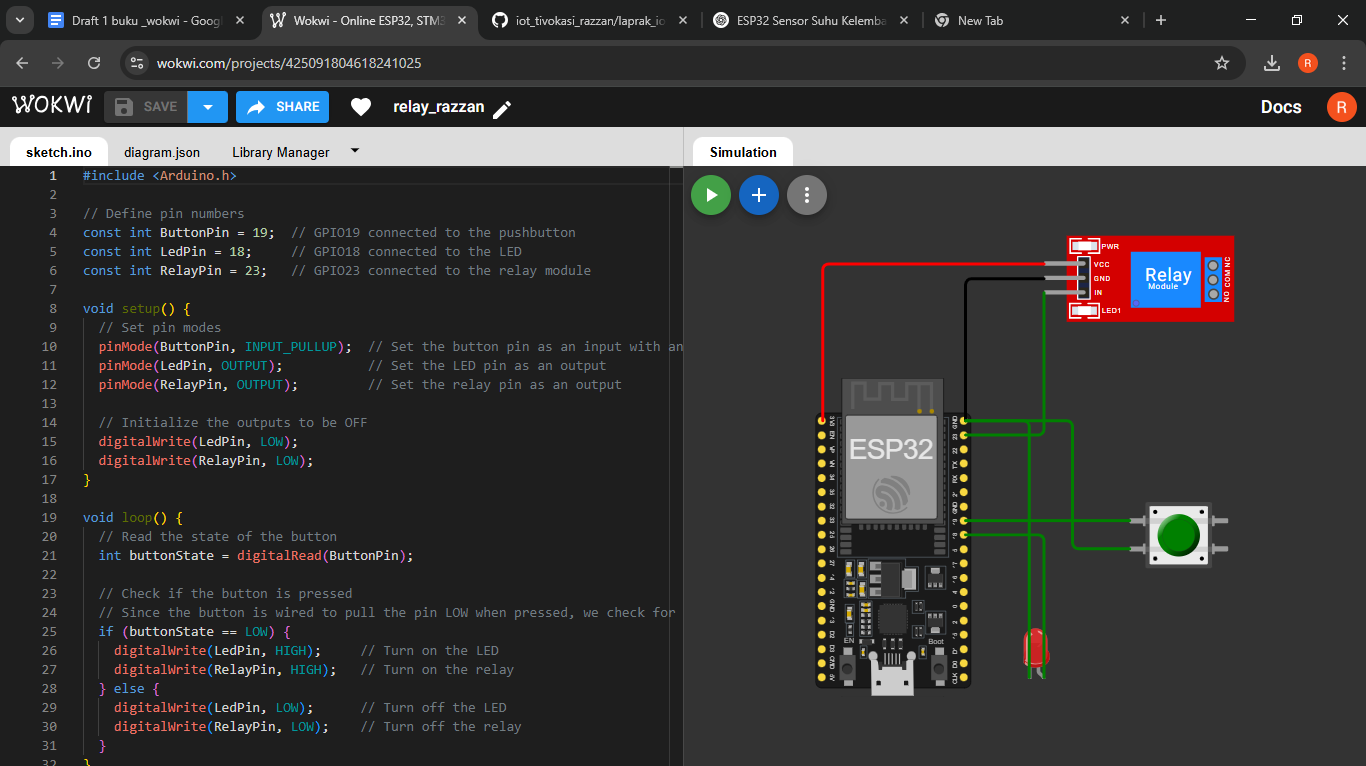 Draft 1 buku _wokwi - Goog
Wokwi - Online ESP32, STM3
iot_tivokasi_razzan/laprak_io
ESP32 Sensor Suhu Kelemba
New Tab
wokwi.com/projects/425091804618241025
R
WOKWI
SAVE
SHARE
relay_razzan
Docs
R
sketch.ino
diagram.json
Library Manager
Simulation
1 #include <Arduino.h>
2
3 // Define pin numbers
4 const int ButtonPin = 19;  // GPIO19 connected to the pushbutton
5 const int LedPin = 18;     // GPIO18 connected to the LED
6 const int RelayPin = 23;   // GPIO23 connected to the relay module
7
8 void setup() {
9   // Set pin modes
10   pinMode(ButtonPin, INPUT_PULLUP);  // Set the button pin as an input with an
11   pinMode(LedPin, OUTPUT);           // Set the LED pin as an output
12   pinMode(RelayPin, OUTPUT);         // Set the relay pin as an output
13
14   // Initialize the outputs to be OFF
15   digitalWrite(LedPin, LOW);
16   digitalWrite(RelayPin, LOW);
17 }
18
19 void loop() {
20   // Read the state of the button
21   int buttonState = digitalRead(ButtonPin);
22
23   // Check if the button is pressed
24   // Since the button is wired to pull the pin LOW when pressed, we check for
25   if (buttonState == LOW) {
26     digitalWrite(LedPin, HIGH);     // Turn on the LED
27     digitalWrite(RelayPin, HIGH);   // Turn on the relay
28   } else {
29     digitalWrite(LedPin, LOW);      // Turn off the LED
30     digitalWrite(RelayPin, LOW);    // Turn off the relay
31   }
32 }
PWR
VCC
GND
IN
LED1
Relay
Module
NO COM NC
ESP32
EN
Boot